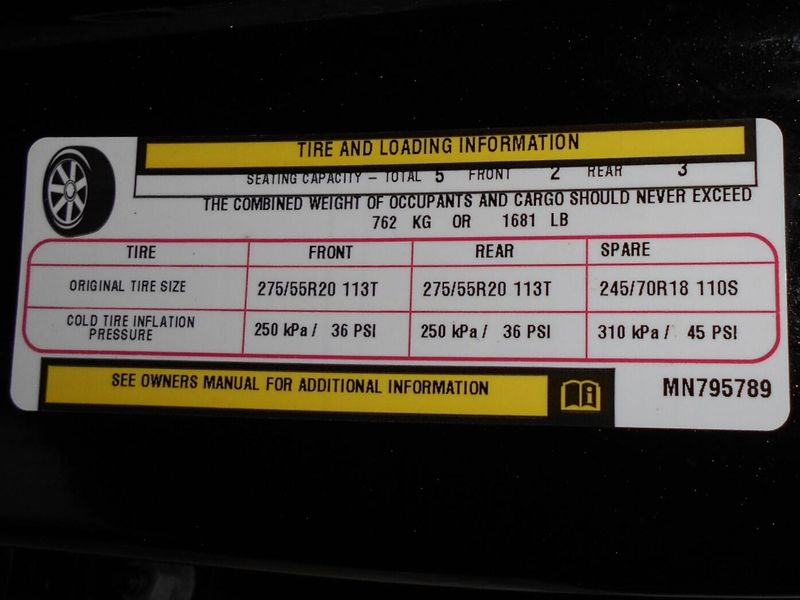 TIRE AND LOADING INFORMATION
SEATING CAPACITY – TOTAL 5 FRONT 2 REAR 3
THE COMBINED WEIGHT OF OCCUPANTS AND CARGO SHOULD NEVER EXCEED
762 KG OR 1681 LB
TIRE FRONT REAR SPARE
ORIGINAL TIRE SIZE 275/55R20 113T 275/55R20 113T 245/70R18 110S
COLD TIRE INFLATION
PRESSURE 250 kPa / 36 PSI 250 kPa / 36 PSI 310 kPa / 45 PSI
SEE OWNERS MANUAL FOR ADDITIONAL INFORMATION
MN795789